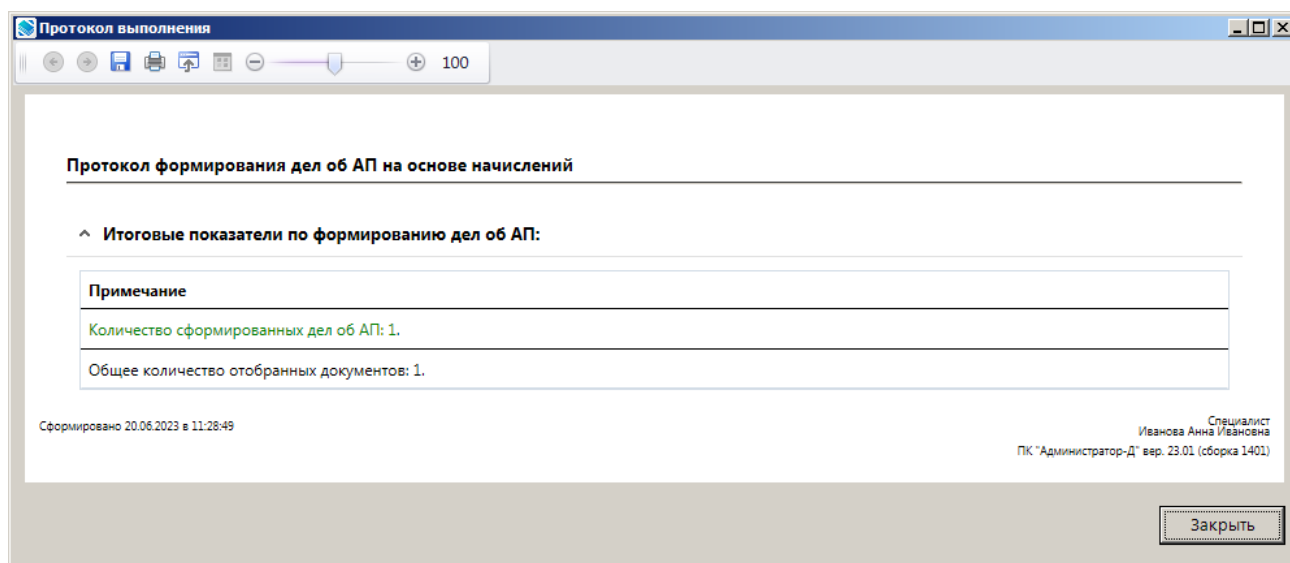 Протокол выполнения
100
Протокол формирования дел об АП на основе начислений
Итоговые показатели по формированию дел об АП:
Примечание
Количество сформированных дел об АП: 1.
Общее количество отобранных документов: 1.
Сформировано 20.06.2023 в 11:28:49
Специалист
Иванова Анна Ивановна
ПК "Администратор-Д" вер. 23.01 (сборка 1401)
Закрыть